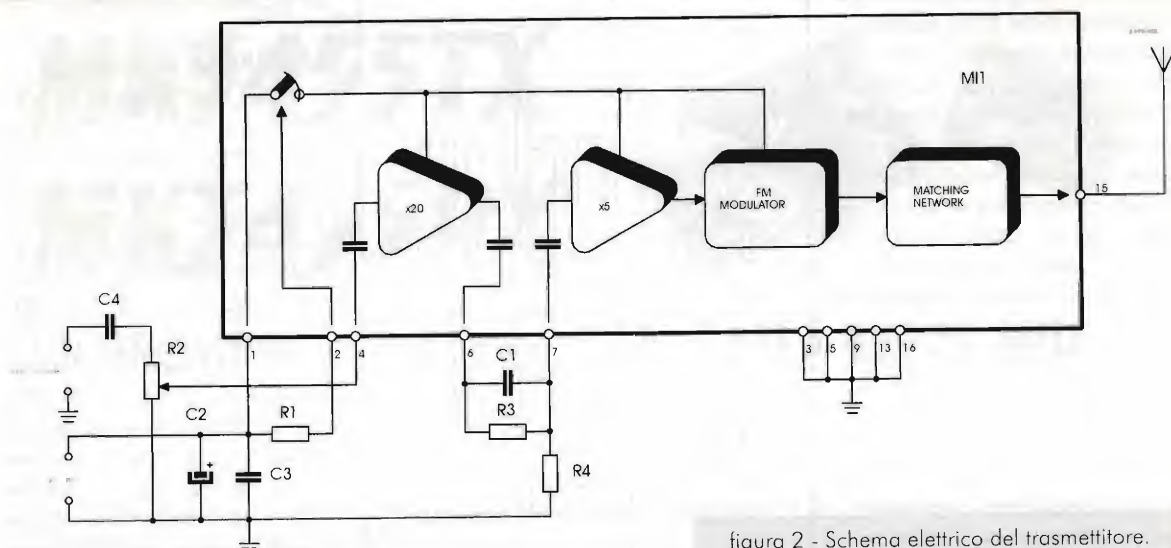 MI1
x20
x5
FM
MODULATOR
MATCHING
NETWORK
15
C4
R2
1
2
4
6
7
3
5
9
13
16
C1
R3
C2
+
R1
C3
R4
figura 2 - Schema elettrico del trasmettitore.